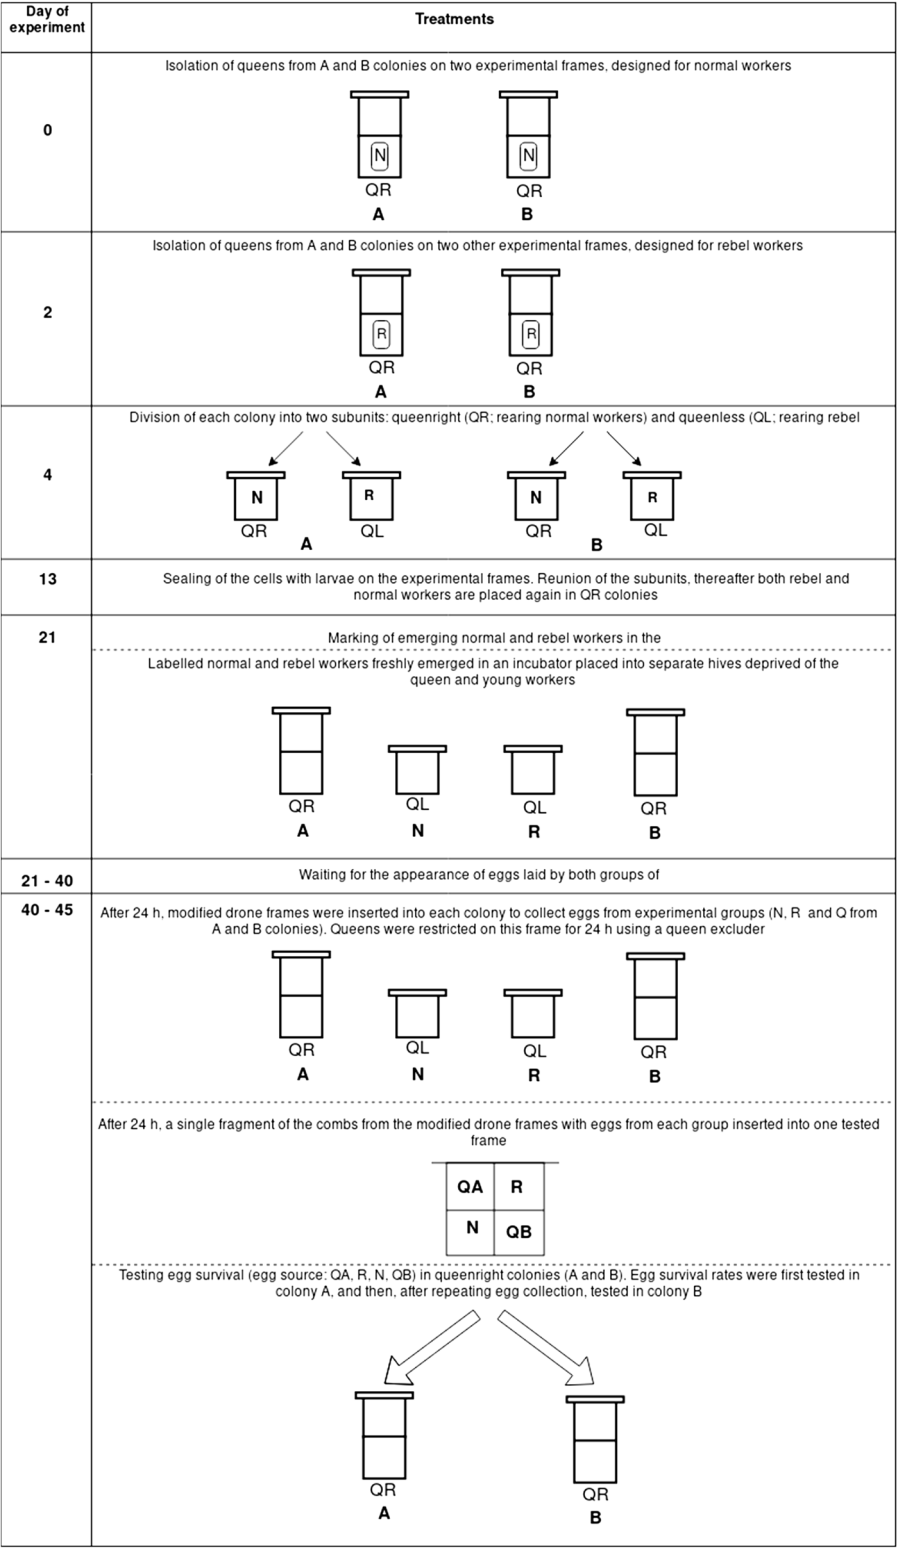 Day of
experiment
Treatments
0
Isolation of queens from A and B colonies on two experimental frames, designed for normal workers
N N
QR QR
A B
2
Isolation of queens from A and B colonies on two other experimental frames, designed for rebel workers
R R
QR QR
A B
4
Division of each colony into two subunits: queenright (QR; rearing normal workers) and queenless (QL; rearing rebel
N R N R
QR QL QR QL
A B
13
Sealing of the cells with larvae on the experimental frames. Reunion of the subunits, thereafter both rebel and
normal workers are placed again in QR colonies
21
Marking of emerging normal and rebel workers in the
Labelled normal and rebel workers freshly emerged in an incubator placed into separate hives deprived of the
queen and young workers
QR QL QL QR
A N R B
21 - 40
Waiting for the appearance of eggs laid by both groups of
40 - 45
After 24 h, modified drone frames were inserted into each colony to collect eggs from experimental groups (N, R and Q from
A and B colonies). Queens were restricted on this frame for 24 h using a queen excluder
QR QL QL QR
A N R B
After 24 h, a single fragment of the combs from the modified drone frames with eggs from each group inserted into one tested
frame
QA R
N QB
Testing egg survival (egg source: QA, R, N, QB) in queenright colonies (A and B). Egg survival rates were first tested in
colony A, and then, after repeating egg collection, tested in colony B
QR QR
A B